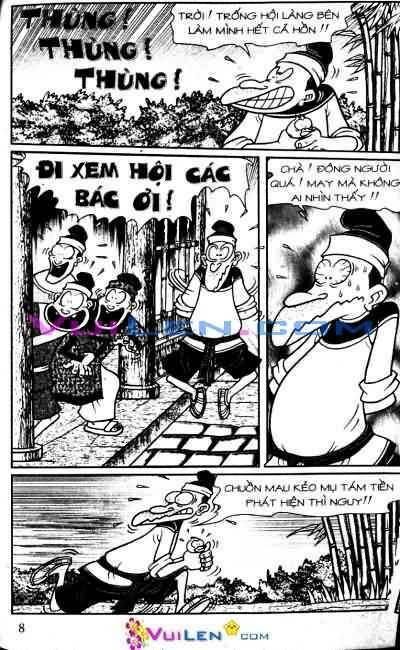 THÙNG!
THÙNG!
THÙNG!
TRỜI! TRỐNG HỘI LÀNG BÊN
LÀM MÌNH HẾT CẢ HỒN!!
ĐI XEM HỘI CÁC
BÁC ƠI!
CHÀ! ĐÔNG NGƯỜI
QUÁ! MAY MÀ KHÔNG
AI NHÌN THẤY!!
VUILEN.COM
CHUỒN MAU KẺO MỤ TÁM TIỀN
PHÁT HIỆN THÌ NGUY!!
8
VUILEN.COM